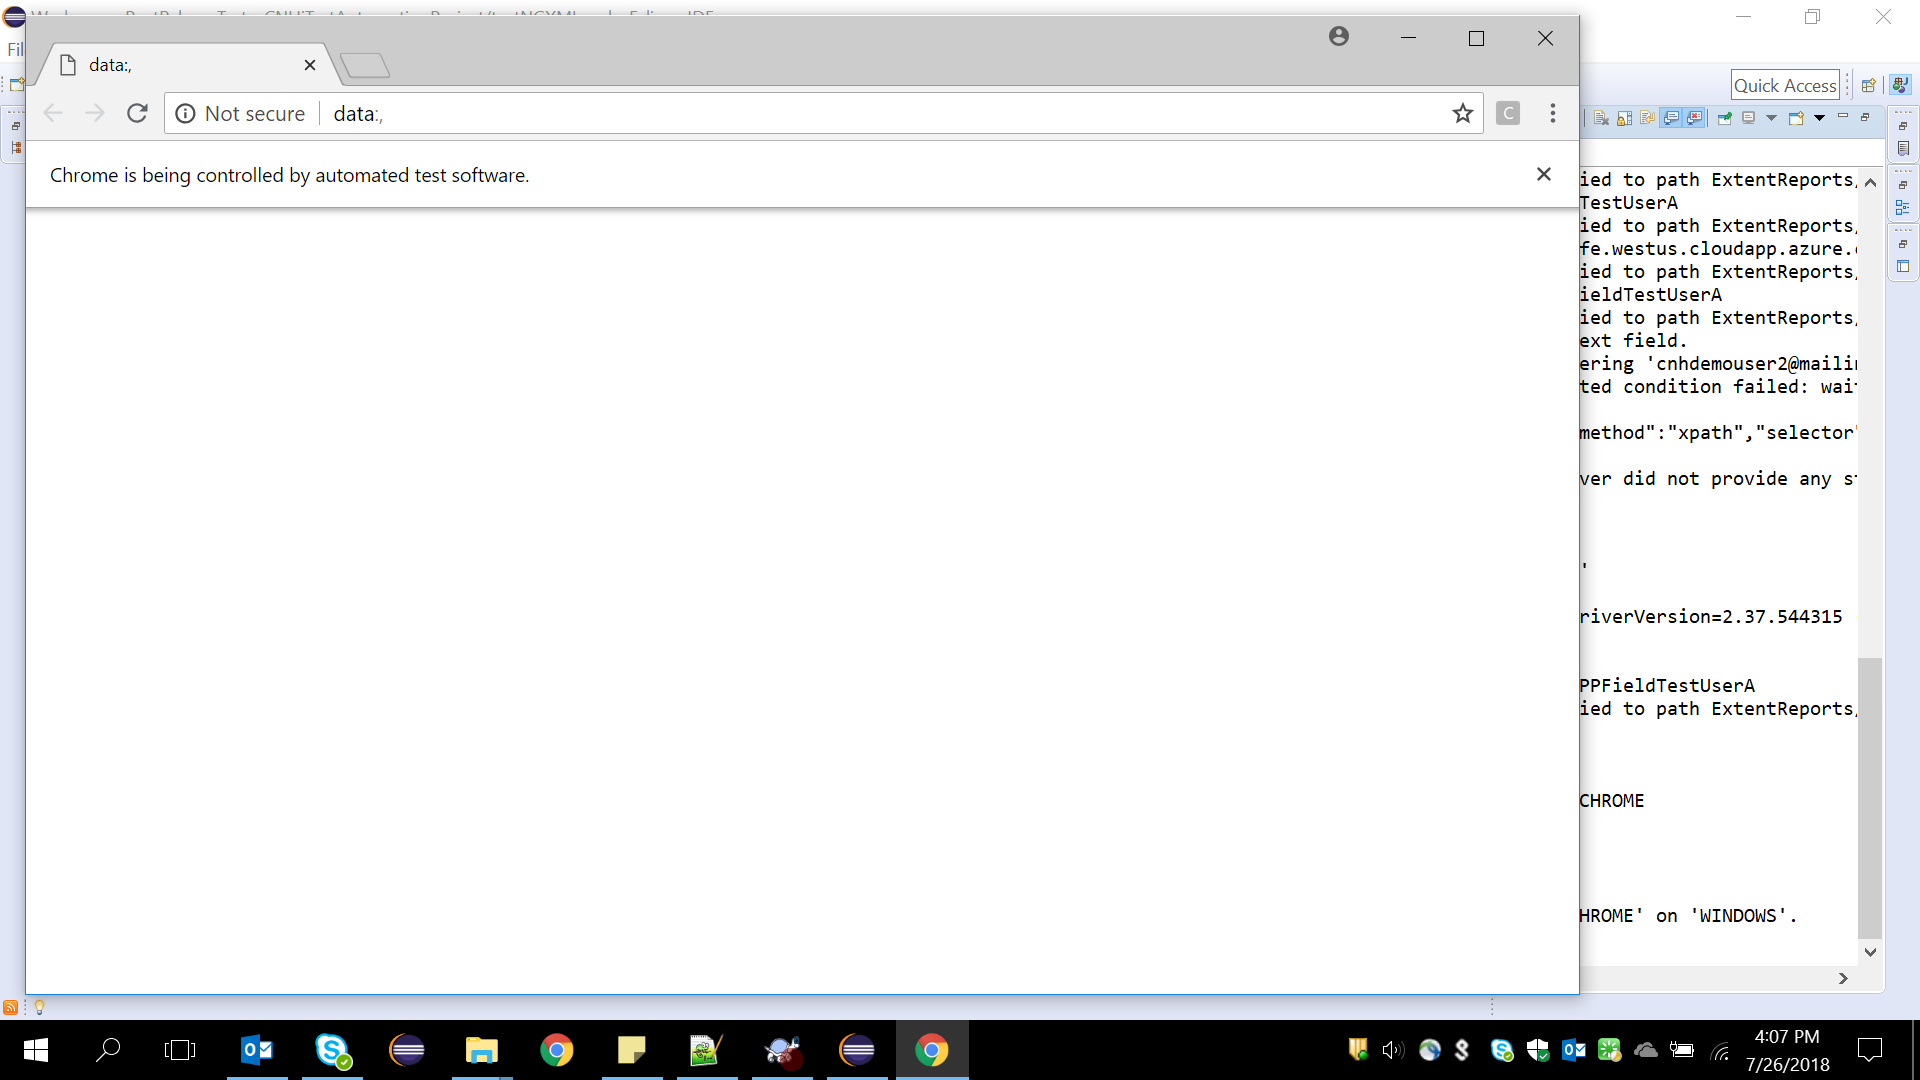 data:,
Fil
Quick Access
Not secure
data:,
C
Chrome is being controlled by automated test software.
ied to path ExtentReports/
TestUserA
ied to path ExtentReports/
fe.westus.cloudapp.azure.
ied to path ExtentReports/
ieldTestUserA
ied to path ExtentReports/
ext field.
ering 'cnhdemouser2@mailin
ted condition failed: wait
method":"xpath","selector"
ver did not provide any st
'
riverVersion=2.37.544315
PPFieldTestUserA
ied to path ExtentReports/
CHROME
HROME' on 'WINDOWS'.
4:07 PM
7/26/2018